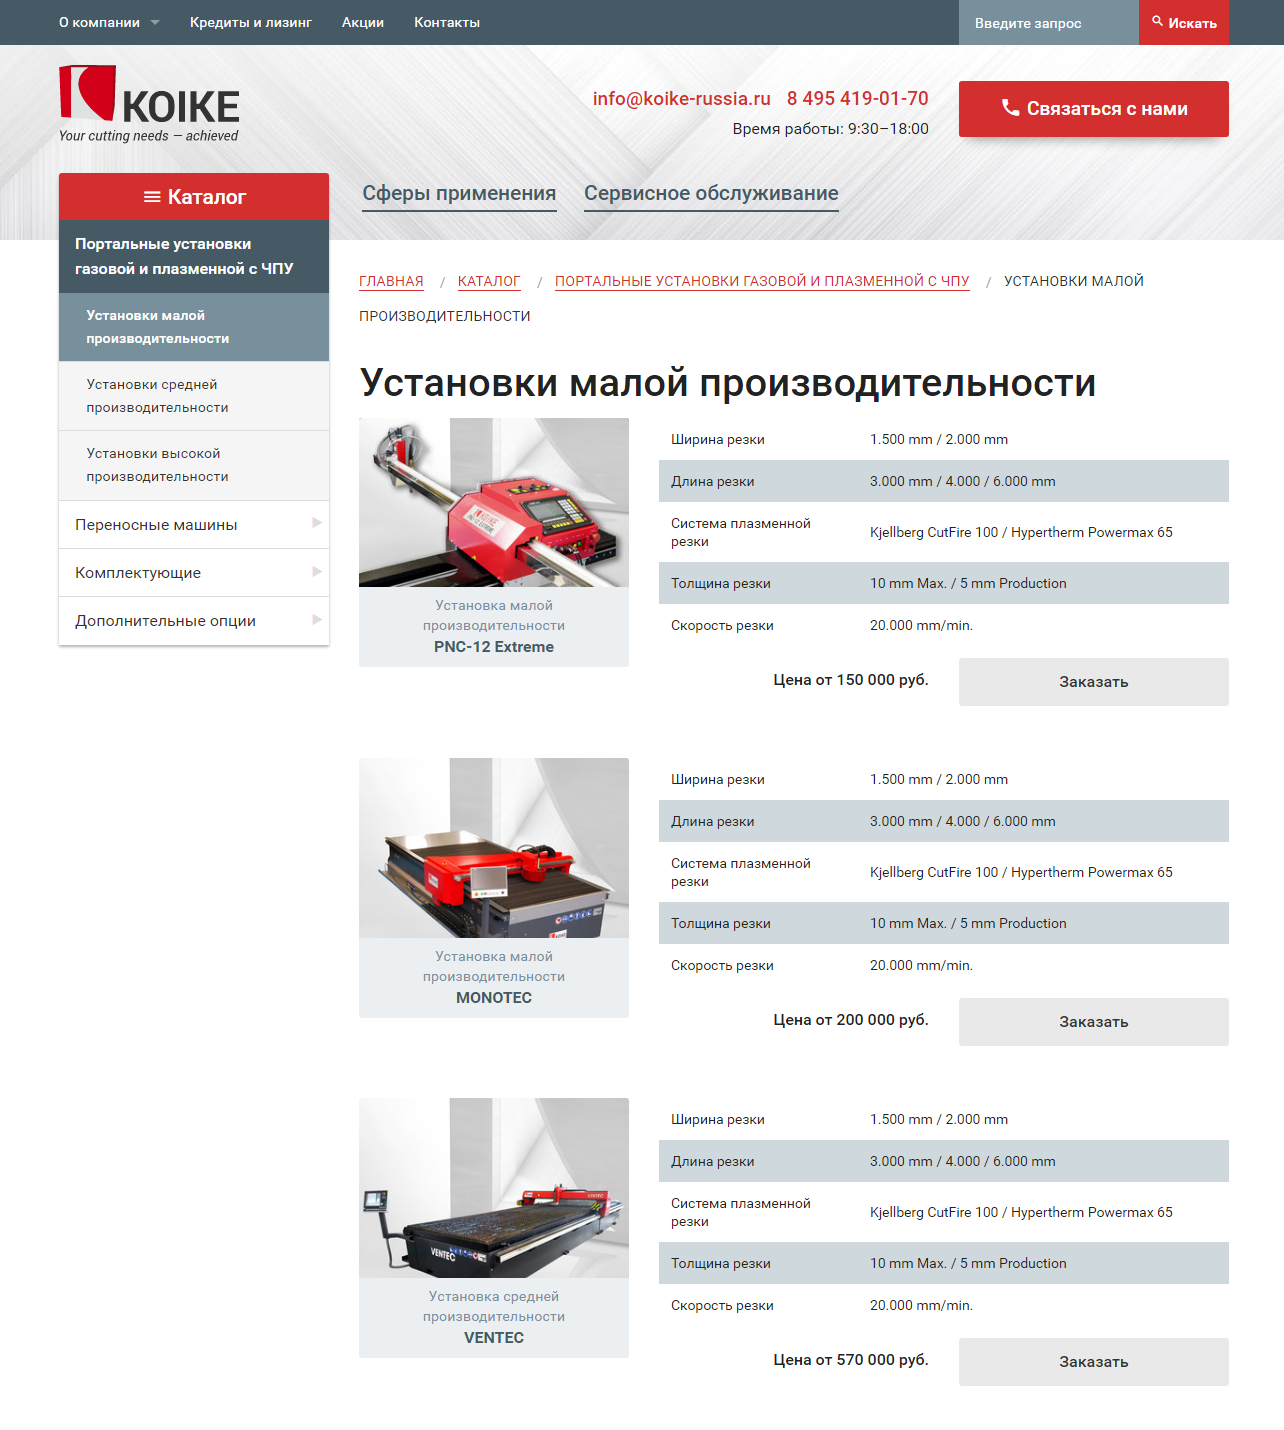 О компании Кредиты и лизинг Акции Контакты Введите запрос Искать
KOIKE
Your cutting needs — achieved
info@koike-russia.ru 8 495 419-01-70
Время работы: 9:30–18:00
Связаться с нами
Каталог
Сферы применения Сервисное обслуживание
Портальные установки
газовой и плазменной с ЧПУ
Установки малой
производительности
Установки средней
производительности
Установки высокой
производительности
Переносные машины
Комплектующие
Дополнительные опции
ГЛАВНАЯ / КАТАЛОГ / ПОРТАЛЬНЫЕ УСТАНОВКИ ГАЗОВОЙ И ПЛАЗМЕННОЙ С ЧПУ / УСТАНОВКИ МАЛОЙ
ПРОИЗВОДИТЕЛЬНОСТИ
Установки малой производительности
KOIKE
PNC-12 EXTREME
Установка малой
производительности
PNC-12 Extreme
Ширина резки 1.500 mm / 2.000 mm
Длина резки 3.000 mm / 4.000 / 6.000 mm
Система плазменной
резки Kjellberg CutFire 100 / Hypertherm Powermax 65
Толщина резки 10 mm Max. / 5 mm Production
Скорость резки 20.000 mm/min.
Цена от 150 000 руб. Заказать
KOIKE
Установка малой
производительности
MONOTEC
Ширина резки 1.500 mm / 2.000 mm
Длина резки 3.000 mm / 4.000 / 6.000 mm
Система плазменной
резки Kjellberg CutFire 100 / Hypertherm Powermax 65
Толщина резки 10 mm Max. / 5 mm Production
Скорость резки 20.000 mm/min.
Цена от 200 000 руб. Заказать
VENTEC
VENTEC
Установка средней
производительности
VENTEC
Ширина резки 1.500 mm / 2.000 mm
Длина резки 3.000 mm / 4.000 / 6.000 mm
Система плазменной
резки Kjellberg CutFire 100 / Hypertherm Powermax 65
Толщина резки 10 mm Max. / 5 mm Production
Скорость резки 20.000 mm/min.
Цена от 570 000 руб. Заказать